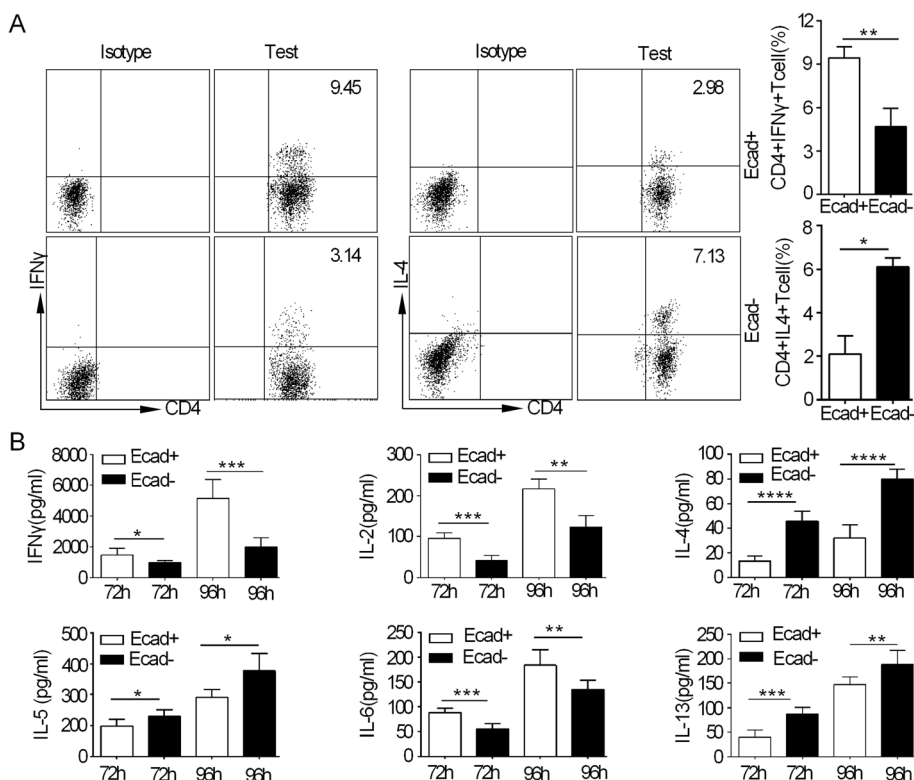 A
Isotype
Test
Isotype
Test
9.45
2.98
3.14
7.13
Ecad+
Ecad-
IFNγ
CD4
IL-4
CD4
CD4+IFNγ+Tcell(%)
12
9
6
3
0
**
Ecad+Ecad-
CD4+IL4+Tcell(%)
8
6
4
2
0
*
Ecad+Ecad-
B
IFNγ(pg/ml)
8000
6000
4000
2000
0
Ecad+
Ecad-
*
***
72h 72h 96h 96h
IL-2(pg/ml)
300
200
100
0
Ecad+
Ecad-
***
**
72h 72h 96h 96h
IL-4(pg/ml)
100
80
60
40
20
0
Ecad+
Ecad-
****
****
72h 72h 96h 96h
IL-5 (pg/ml)
500
400
300
200
100
0
Ecad+
Ecad-
*
*
72h 72h 96h 96h
IL-6(pg/ml)
250
200
150
100
50
0
Ecad+
Ecad-
***
**
72h 72h 96h 96h
IL-13(pg/ml)
250
200
150
100
50
0
Ecad+
Ecad-
***
**
72h 72h 96h 96h